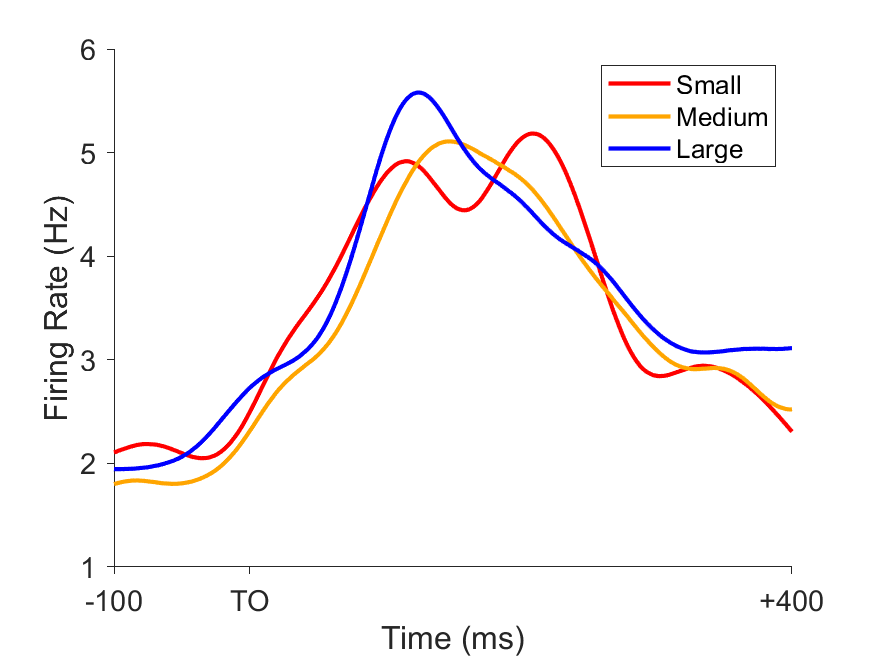 6
5
4
3
2
1
Firing Rate (Hz)
Small
Medium
Large
-100
TO
+400
Time (ms)